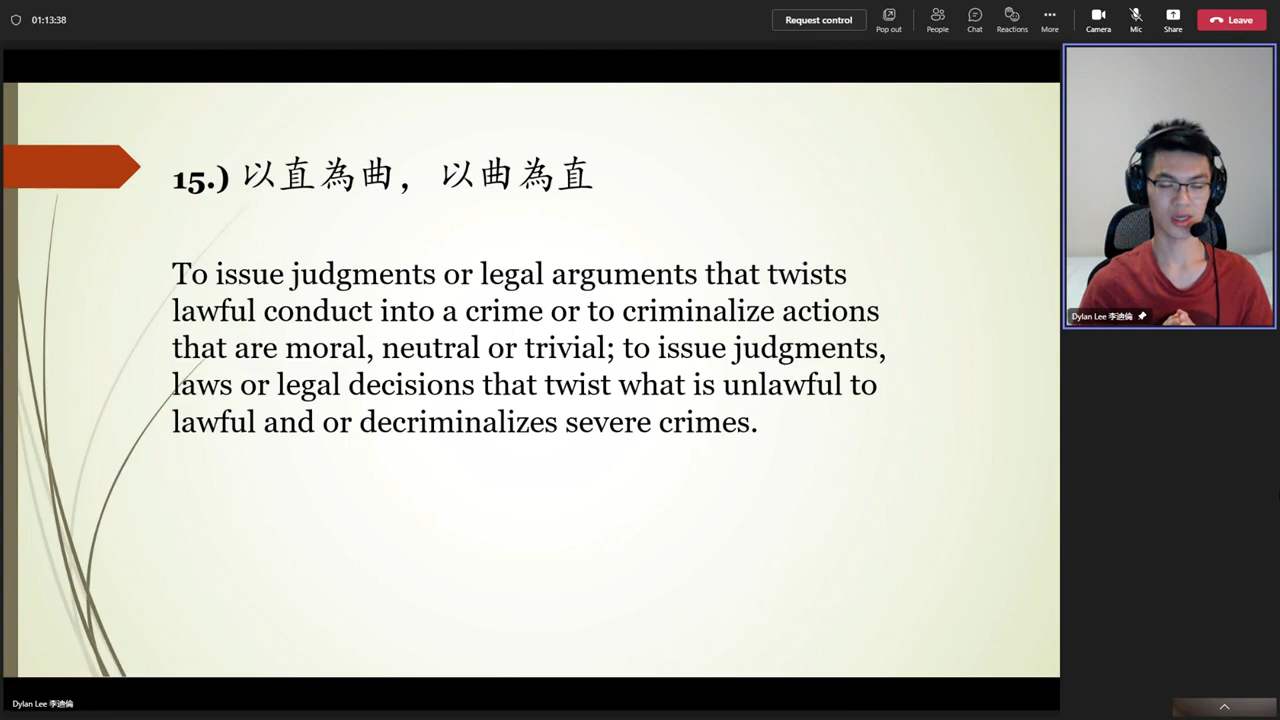 01:13:38
Request control
Pop out
People
Chat
Reactions
More
Camera
Mic
Share
Leave
15.) 以直為曲，以曲為直
To issue judgments or legal arguments that twists
lawful conduct into a crime or to criminalize actions
that are moral, neutral or trivial; to issue judgments,
laws or legal decisions that twist what is unlawful to
lawful and or decriminalizes severe crimes.
Dylan Lee 李迪倫
Dylan Lee 李迪倫